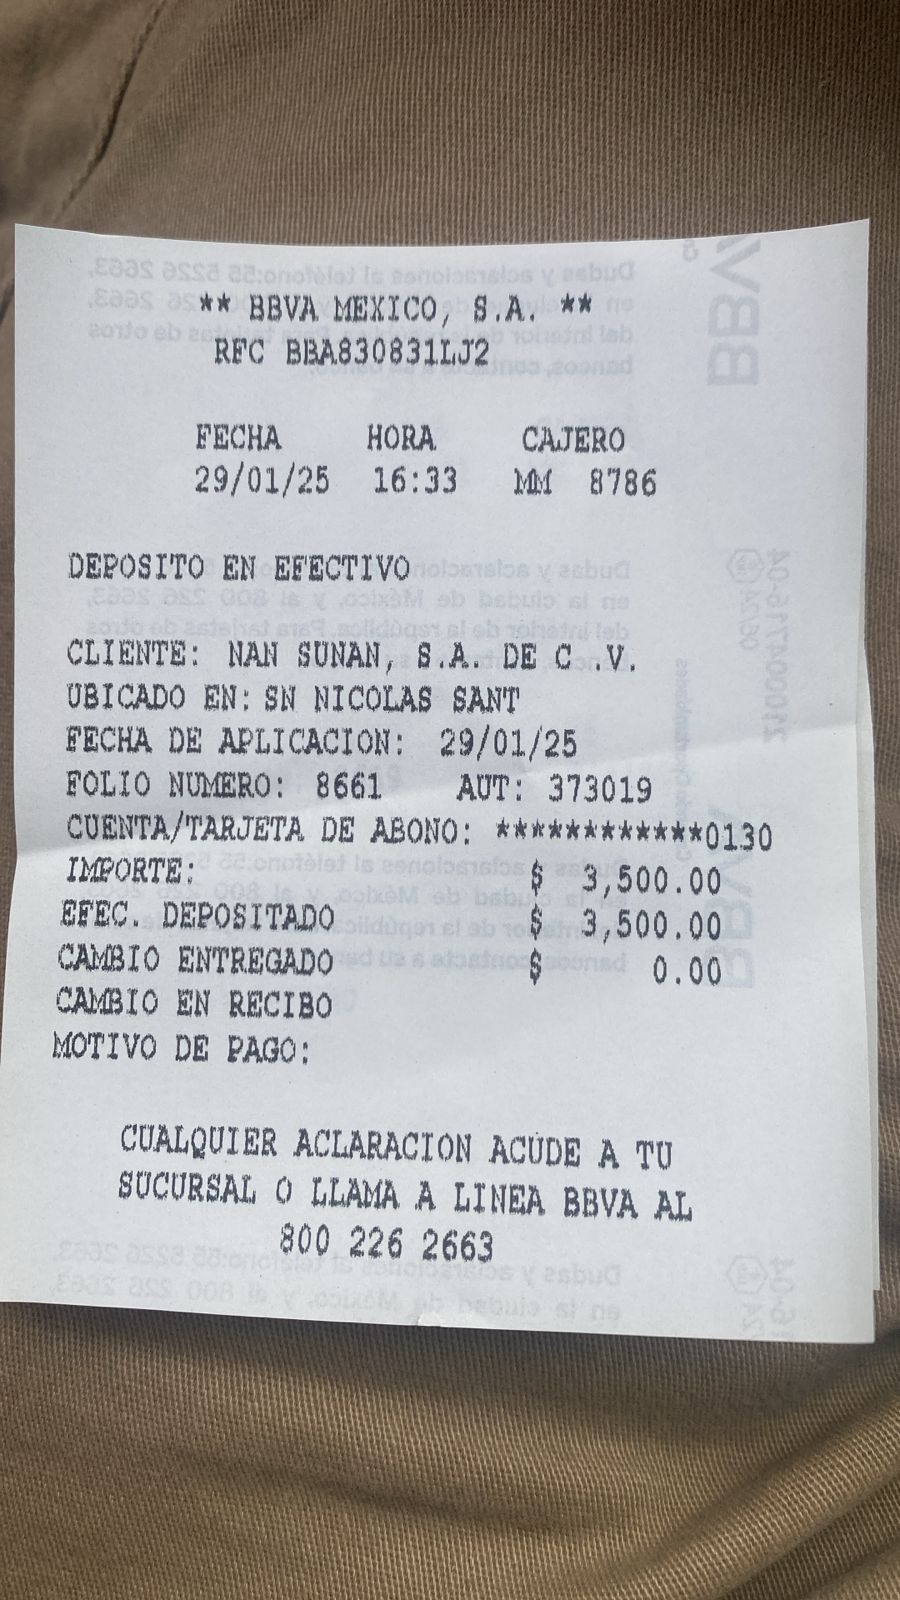 ** BBVA MEXICO, S.A. **
RFC BBA830831LJ2
FECHA HORA CAJERO
29/01/25 16:33 MM 8786
DEPOSITO EN EFECTIVO
CLIENTE: NAN SUNAN, S.A. DE C .V.
UBICADO EN: SN NICOLAS SANT
FECHA DE APLICACION: 29/01/25
FOLIO NUMERO: 8661 AUT: 373019
CUENTA/TARJETA DE ABONO: ************0130
IMPORTE: $ 3,500.00
EFEC. DEPOSITADO $ 3,500.00
CAMBIO ENTREGADO $ 0.00
CAMBIO EN RECIBO
MOTIVO DE PAGO:
CUALQUIER ACLARACION ACUDE A TU
SUCURSAL O LLAMA A LINEA BBVA AL
800 226 2663